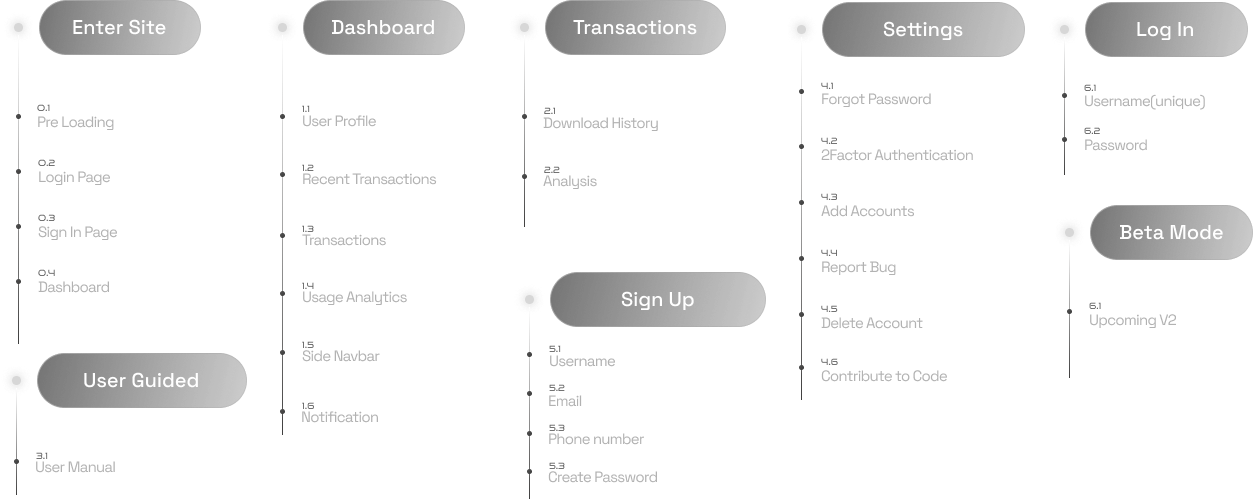 Enter Site
0.1
Pre Loading
0.2
Login Page
0.3
Sign In Page
0.4
Dashboard
User Guided
3.1
User Manual
Dashboard
1.1
User Profile
1.2
Recent Transactions
1.3
Transactions
1.4
Usage Analytics
1.5
Side Navbar
1.6
Notification
Transactions
2.1
Download History
2.2
Analysis
Sign Up
5.1
Username
5.2
Email
5.3
Phone number
5.3
Create Password
Settings
4.1
Forgot Password
4.2
2Factor Authentication
4.3
Add Accounts
4.4
Report Bug
4.5
Delete Account
4.6
Contribute to Code
Log In
6.1
Username(unique)
6.2
Password
Beta Mode
6.1
Upcoming V2